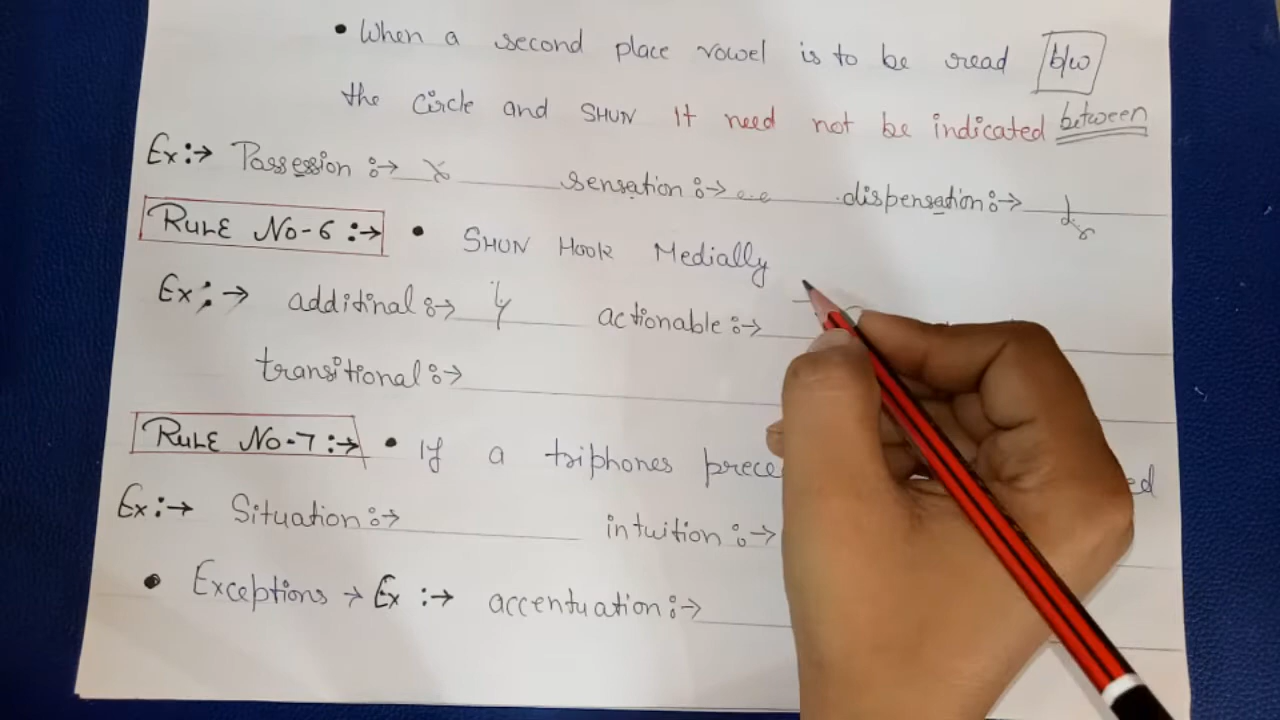 • When a second place vowel is to be read b/w
the circle and SHUN It need not be indicated between
Ex:→ Possession :→ sensation :→ dispensation :→
RULE No-6 :→ • SHUN Hook Medially
Ex:→ additinal :→ actionable :→
transitional :→
RULE No-7 :→ • If a triphones
Ex:→ Situation :→ intuition :→
• Exceptions → Ex :→ accentuation :→